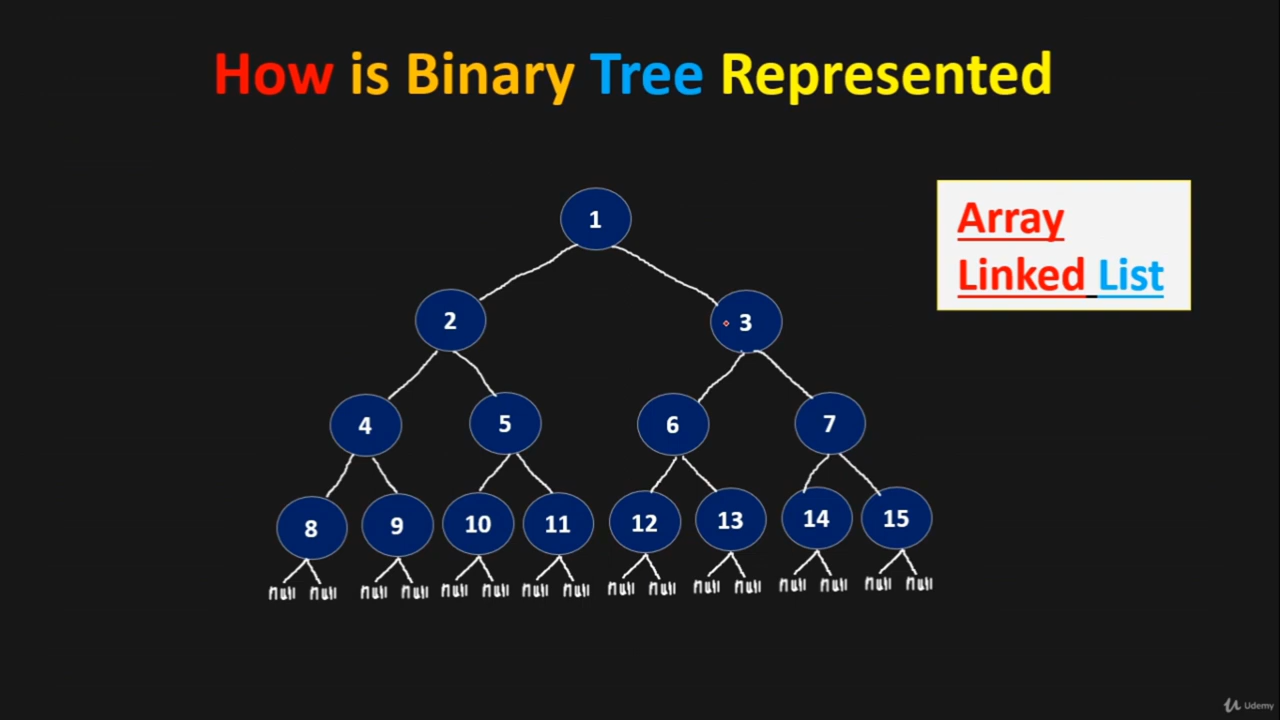 How is Binary Tree Represented
Array
Linked List
1
2 3
4 5 6 7
8 9 10 11 12 13 14 15
null null null null null null null null null null null null null null null null
Udemy